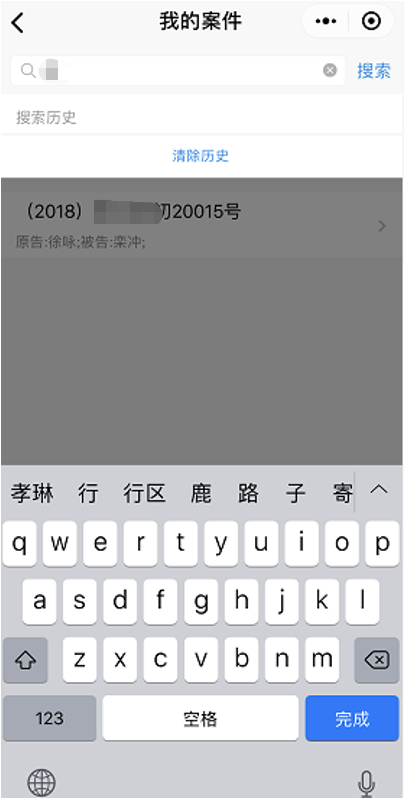 我的案件
搜索
搜索历史
清除历史
（2018） 初20015号
原告:徐咏;被告:栾冲;
孝琳 行 行区 鹿 路 子 寄
q w e r t y u i o p
a s d f g h j k l
z x c v b n m
123 空格 完成